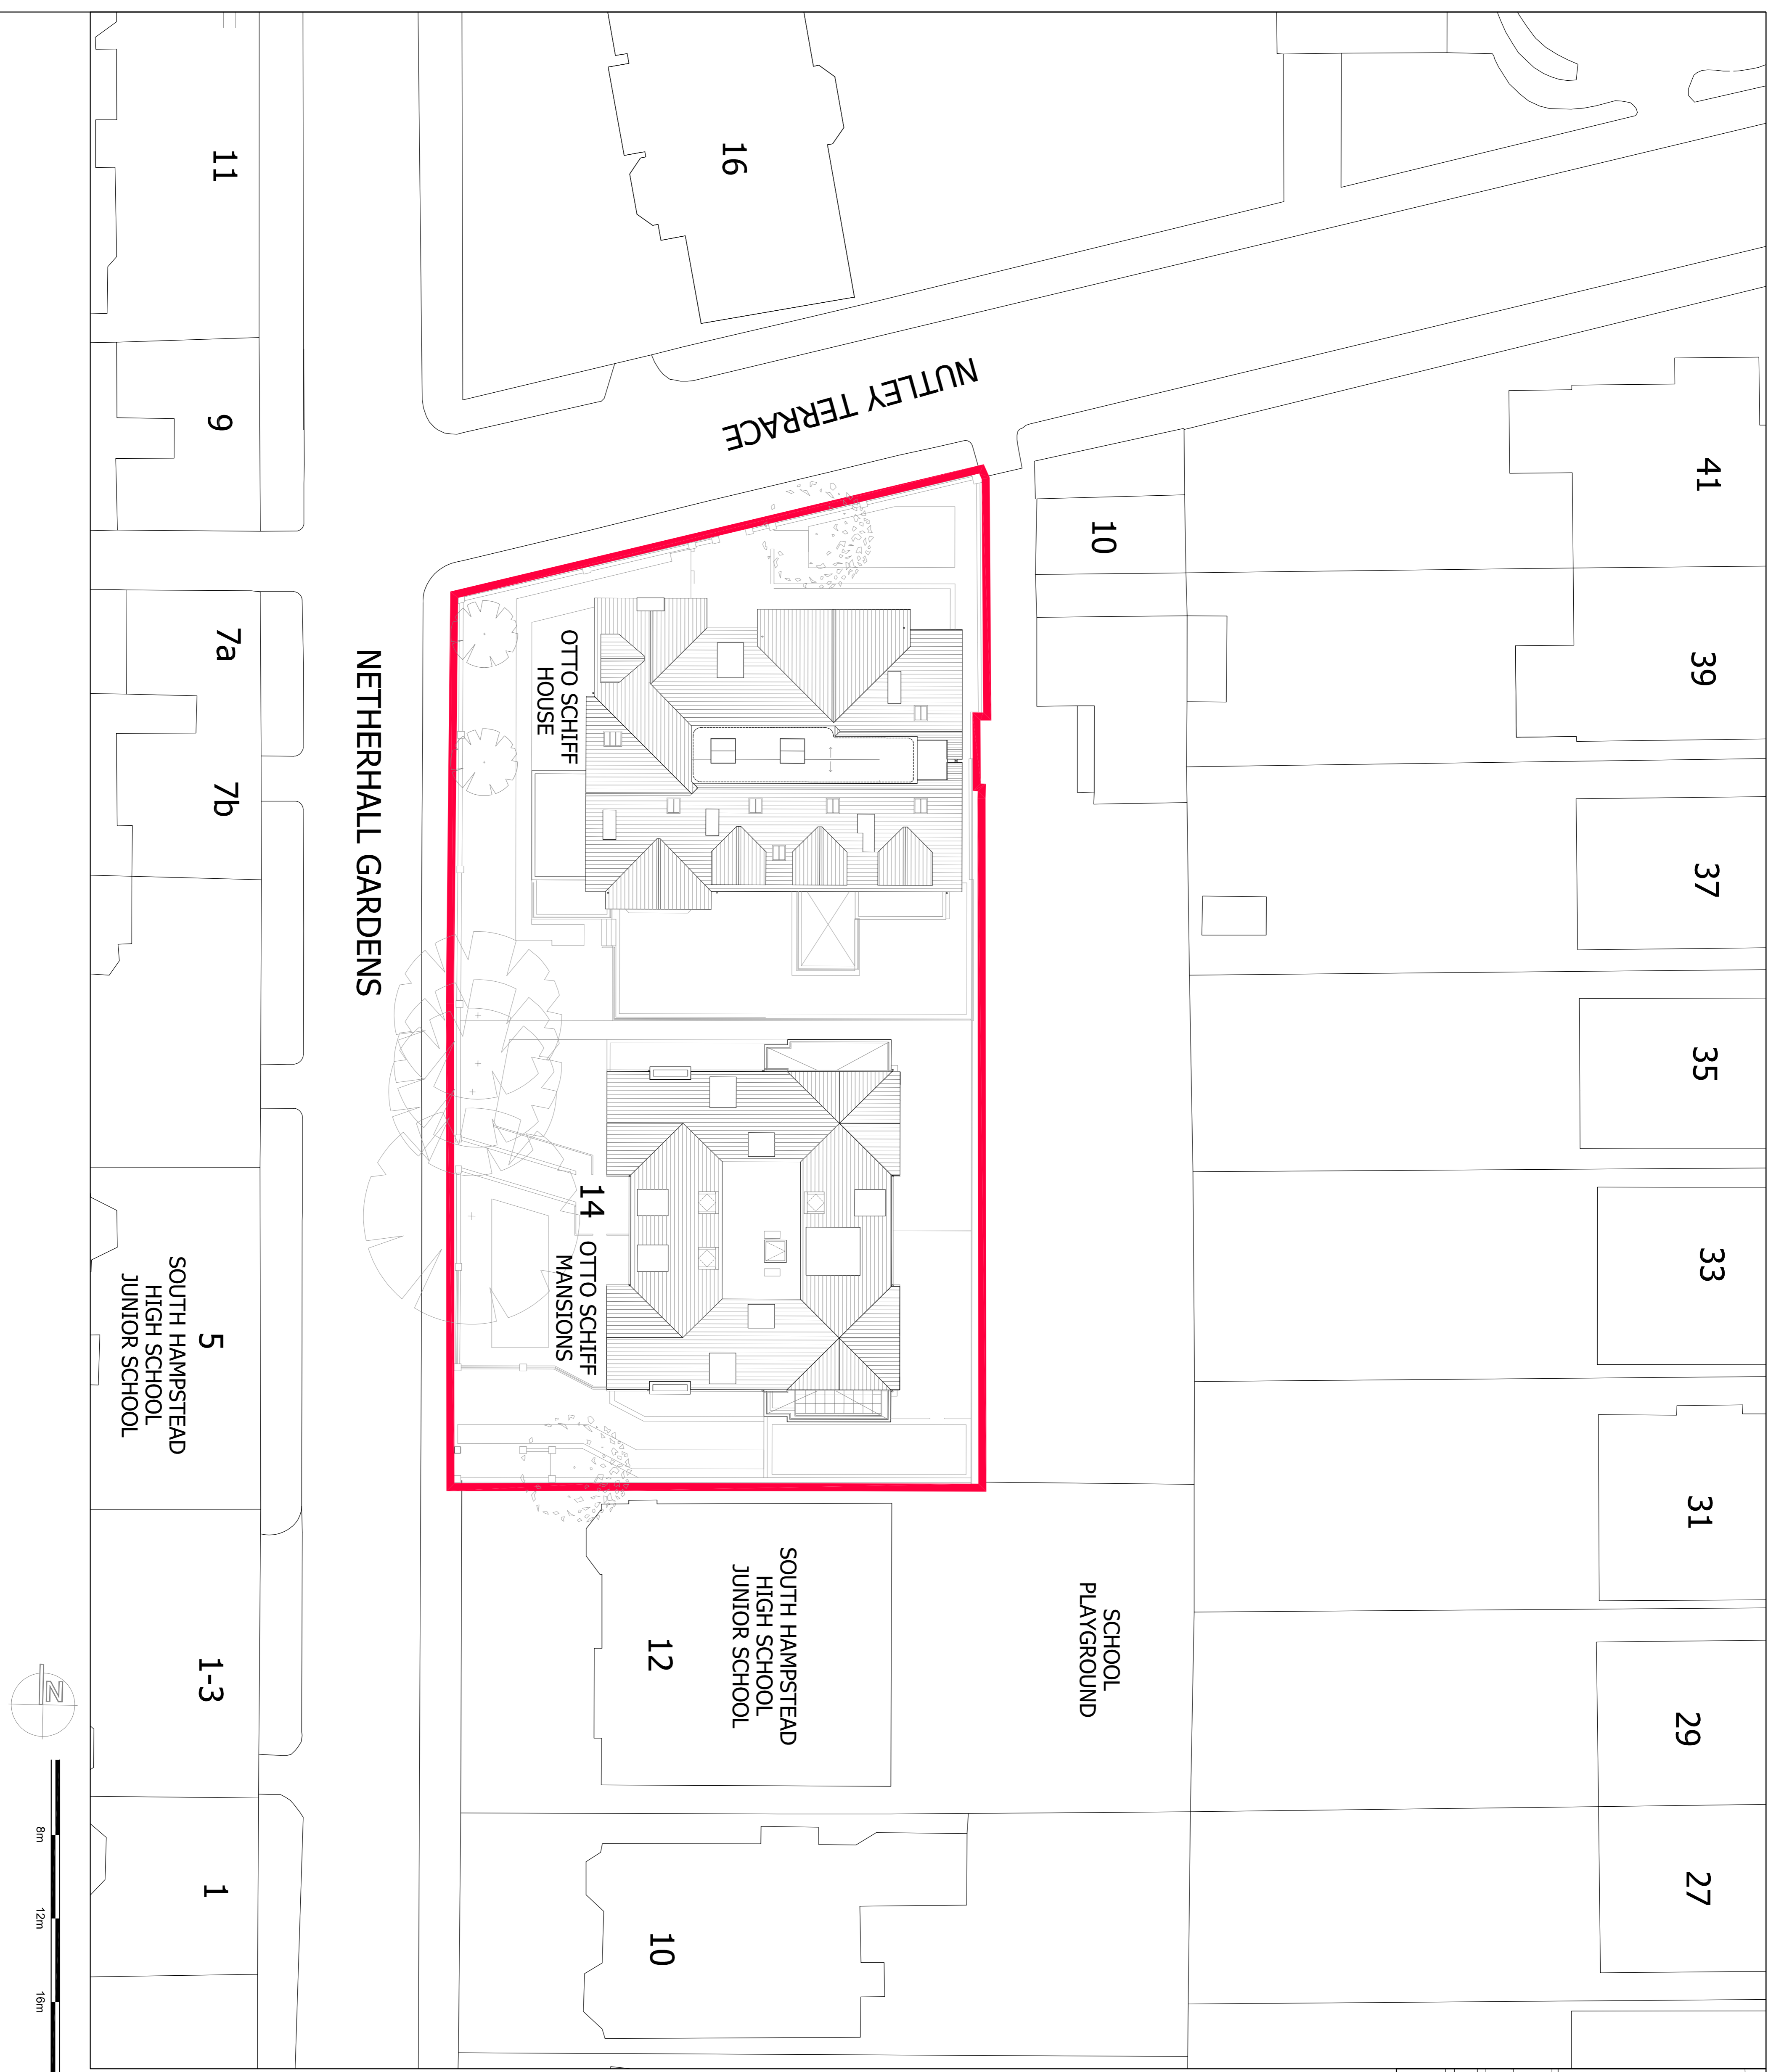 11
16
NUTLEY TERRACE
9
10
41
7a
7b
NETHERHALL GARDENS
OTTO SCHIFF
HOUSE
39
37
35
33
14
OTTO SCHIFF
MANSIONS
5
SOUTH HAMPSTEAD
HIGH SCHOOL
JUNIOR SCHOOL
31
1-3
12
SOUTH HAMPSTEAD
HIGH SCHOOL
JUNIOR SCHOOL
SCHOOL
PLAYGROUND
29
27
1
10
N
8m
12m
16m